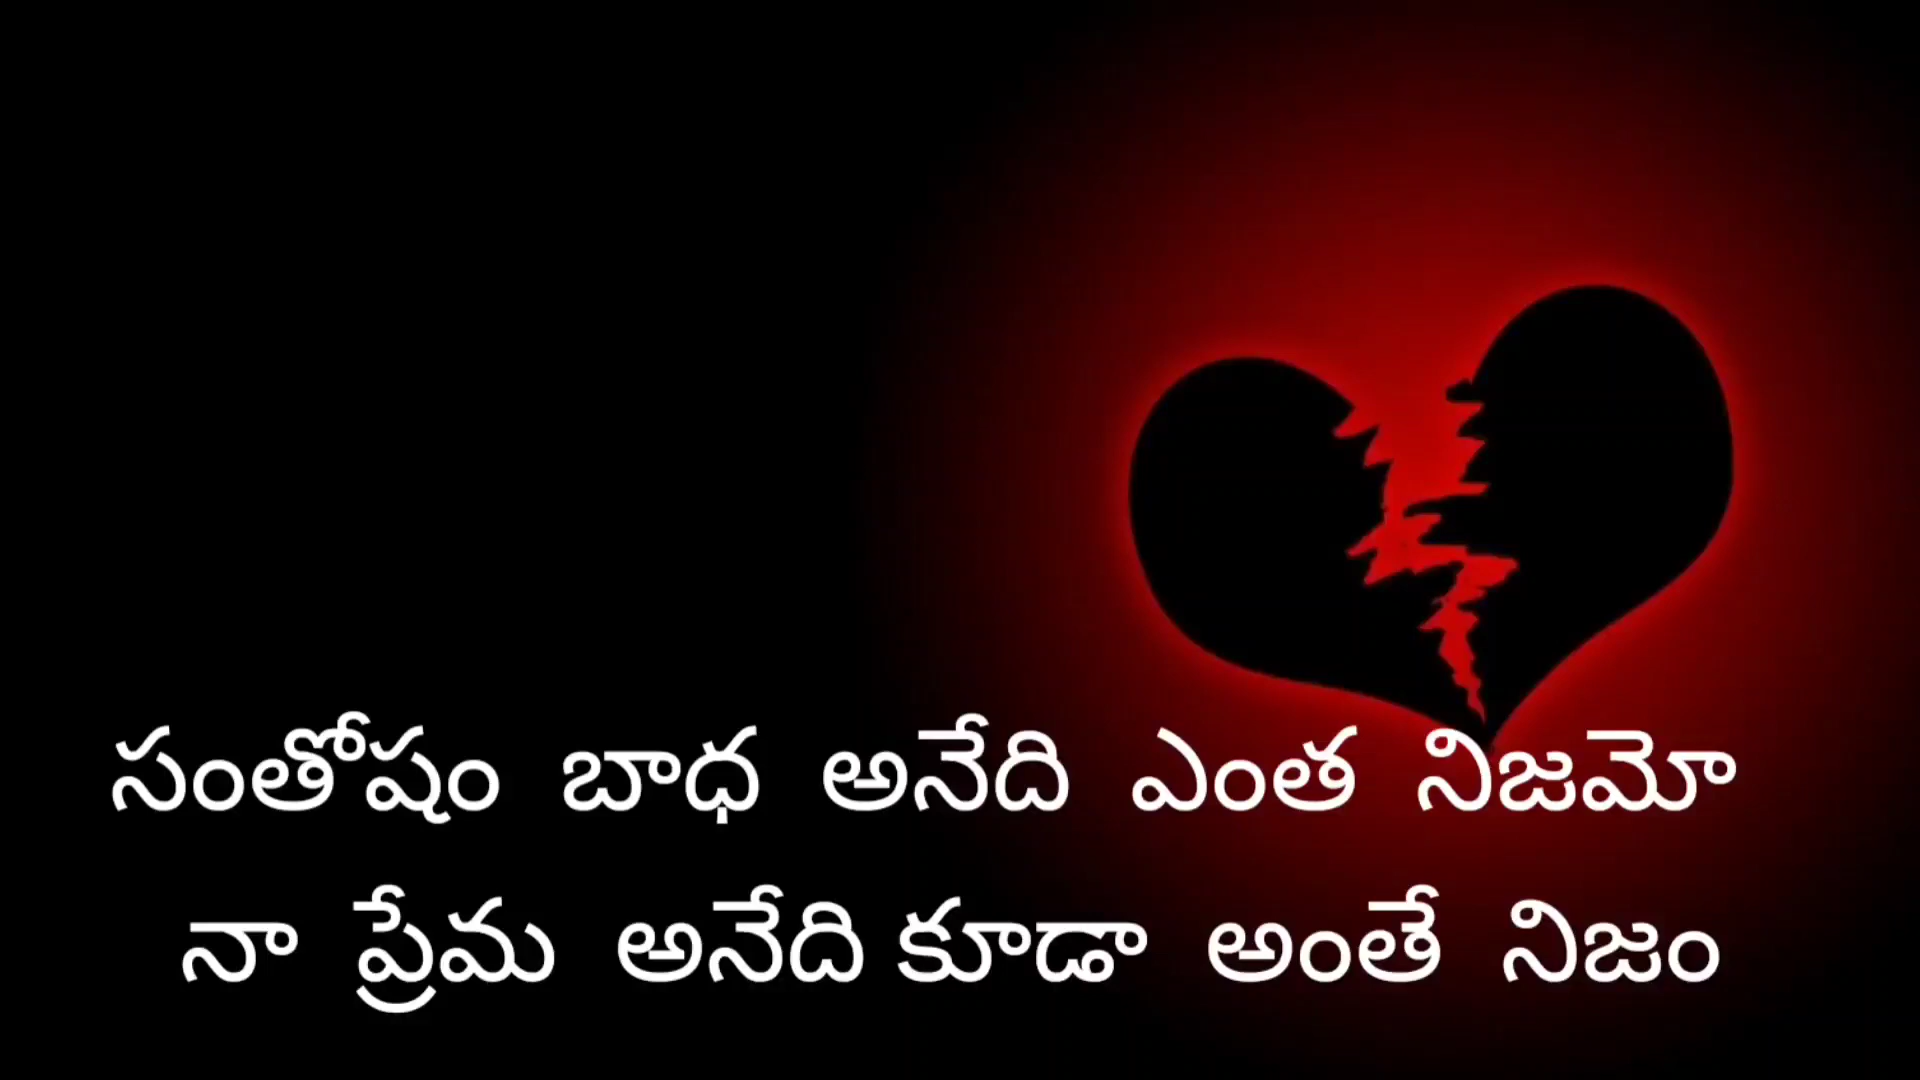 సంతోషం బాధ అనేది ఎంత నిజమో
నా ప్రేమ అనేది కూడా అంతే నిజం